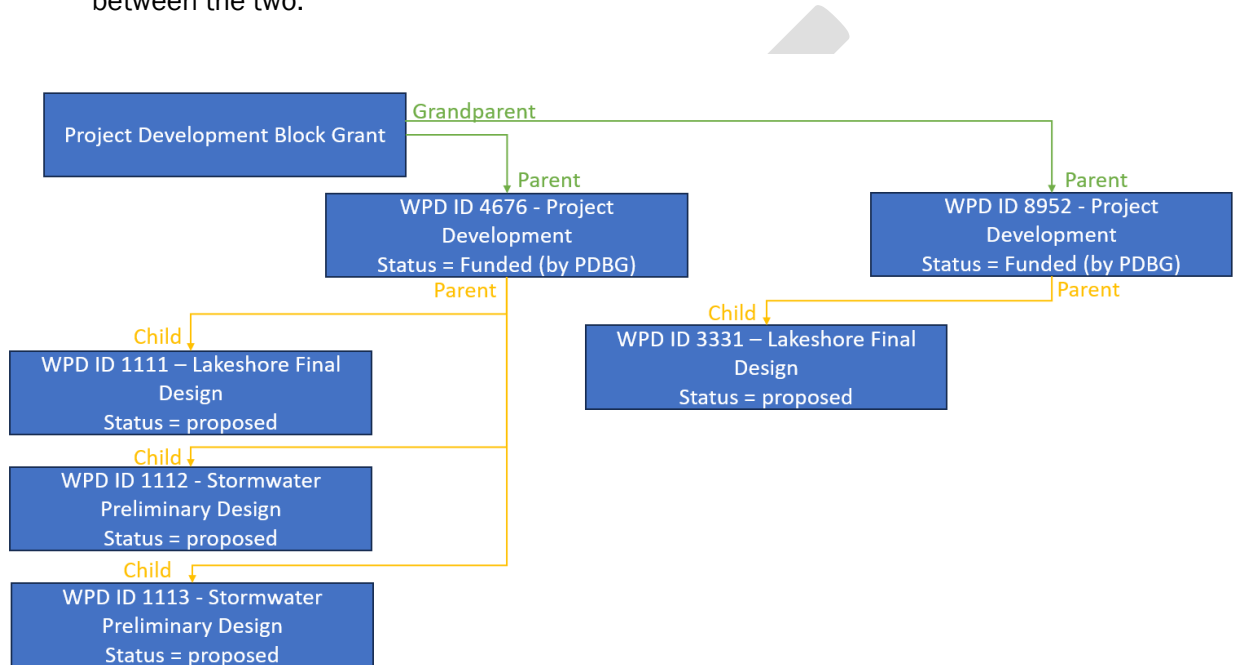 between the two.
Grandparent
Project Development Block Grant
Parent
Parent
WPD ID 4676 - Project
Development
Status = Funded (by PDBG)
WPD ID 8952 - Project
Development
Status = Funded (by PDBG)
Parent
Parent
Child
Child
WPD ID 1111 – Lakeshore Final
Design
Status = proposed
WPD ID 3331 – Lakeshore Final
Design
Status = proposed
Child
WPD ID 1112 - Stormwater
Preliminary Design
Status = proposed
Child
WPD ID 1113 - Stormwater
Preliminary Design
Status = proposed